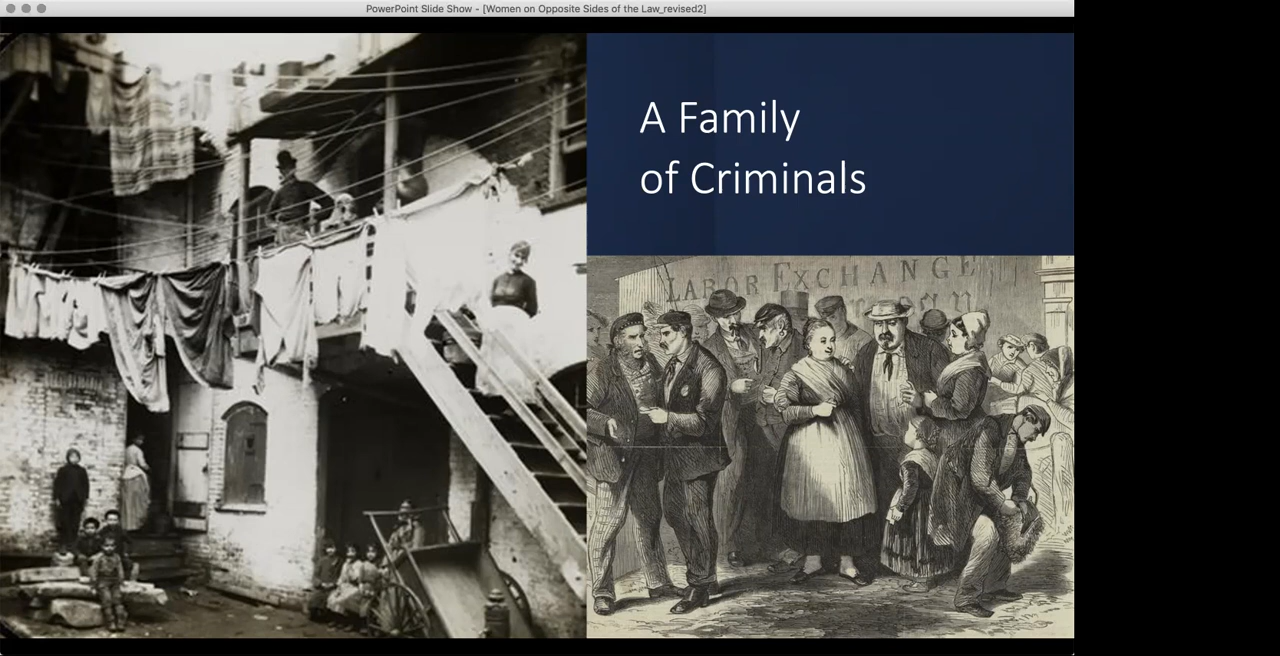 PowerPoint Slide Show - [Women on Opposite Sides of the Law_revised2]
A Family
of Criminals
LABOR EXCHANGE